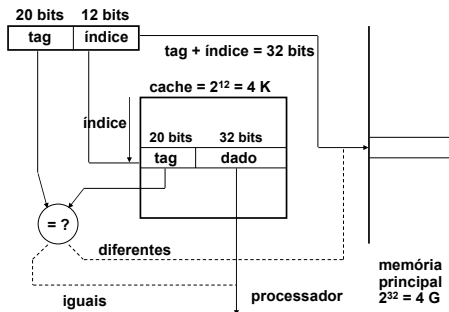 20 bits 12 bits
tag índice
tag + índice = 32 bits
cache = 2¹² = 4 K
índice
20 bits 32 bits
tag dado
= ?
diferentes
iguais
processador
memória
principal
2³² = 4 G